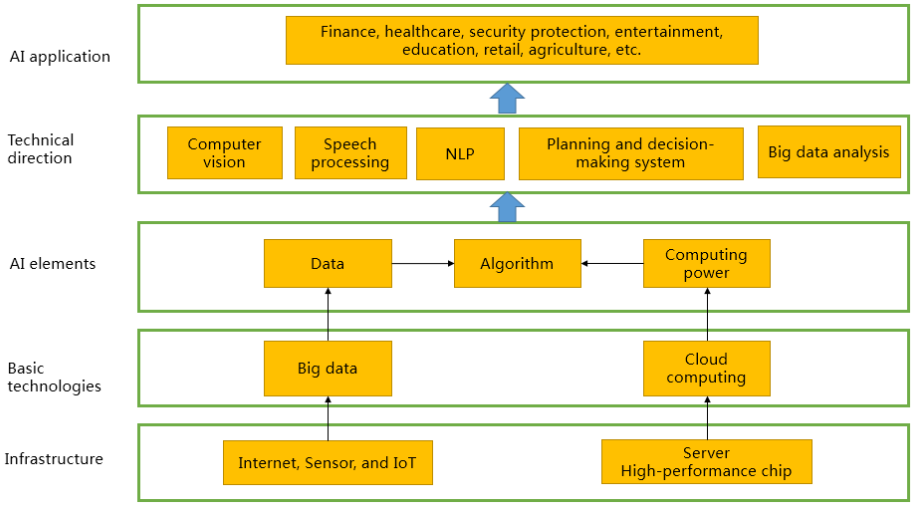 AI application
Finance, healthcare, security protection, entertainment,
education, retail, agriculture, etc.
Technical
direction
Computer
vision
Speech
processing
NLP
Planning and decision-
making system
Big data analysis
AI elements
Data
Algorithm
Computing
power
Basic
technologies
Big data
Cloud
computing
Infrastructure
Internet, Sensor, and IoT
Server
High-performance chip